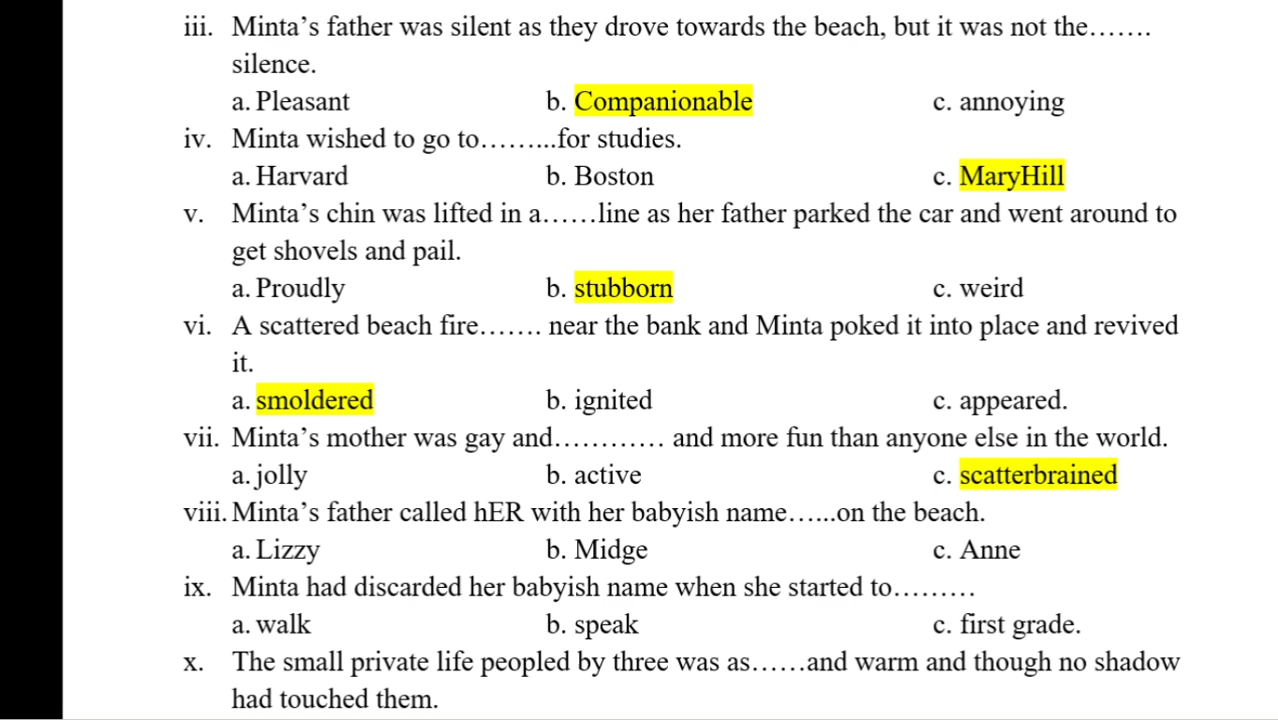 iii. Minta’s father was silent as they drove towards the beach, but it was not the…….
silence.
a. Pleasant b. Companionable c. annoying
iv. Minta wished to go to……...for studies.
a. Harvard b. Boston c. MaryHill
v. Minta’s chin was lifted in a……line as her father parked the car and went around to
get shovels and pail.
a. Proudly b. stubborn c. weird
vi. A scattered beach fire……. near the bank and Minta poked it into place and revived
it.
a. smoldered b. ignited c. appeared.
vii. Minta’s mother was gay and………… and more fun than anyone else in the world.
a. jolly b. active c. scatterbrained
viii. Minta’s father called hER with her babyish name…...on the beach.
a. Lizzy b. Midge c. Anne
ix. Minta had discarded her babyish name when she started to………
a. walk b. speak c. first grade.
x. The small private life peopled by three was as……and warm and though no shadow
had touched them.